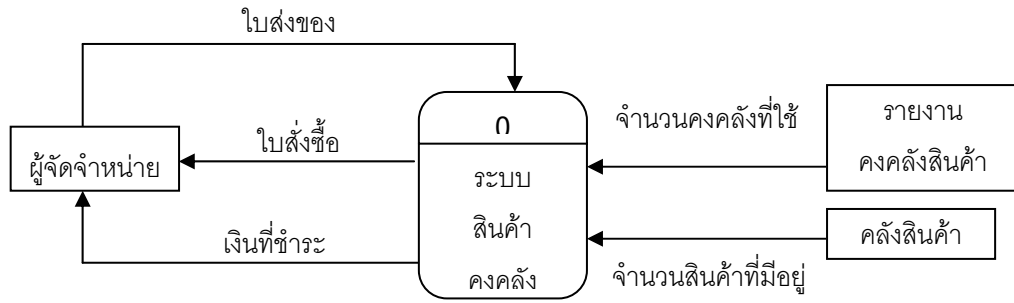 ใบส่งของ
0
จำนวนคงคลังที่ใช้
รายงาน
คงคลังสินค้า
ใบสั่งซื้อ
ผู้จัดจำหน่าย
ระบบ
สินค้า
คงคลัง
คลังสินค้า
เงินที่ชำระ
จำนวนสินค้าที่มีอยู่